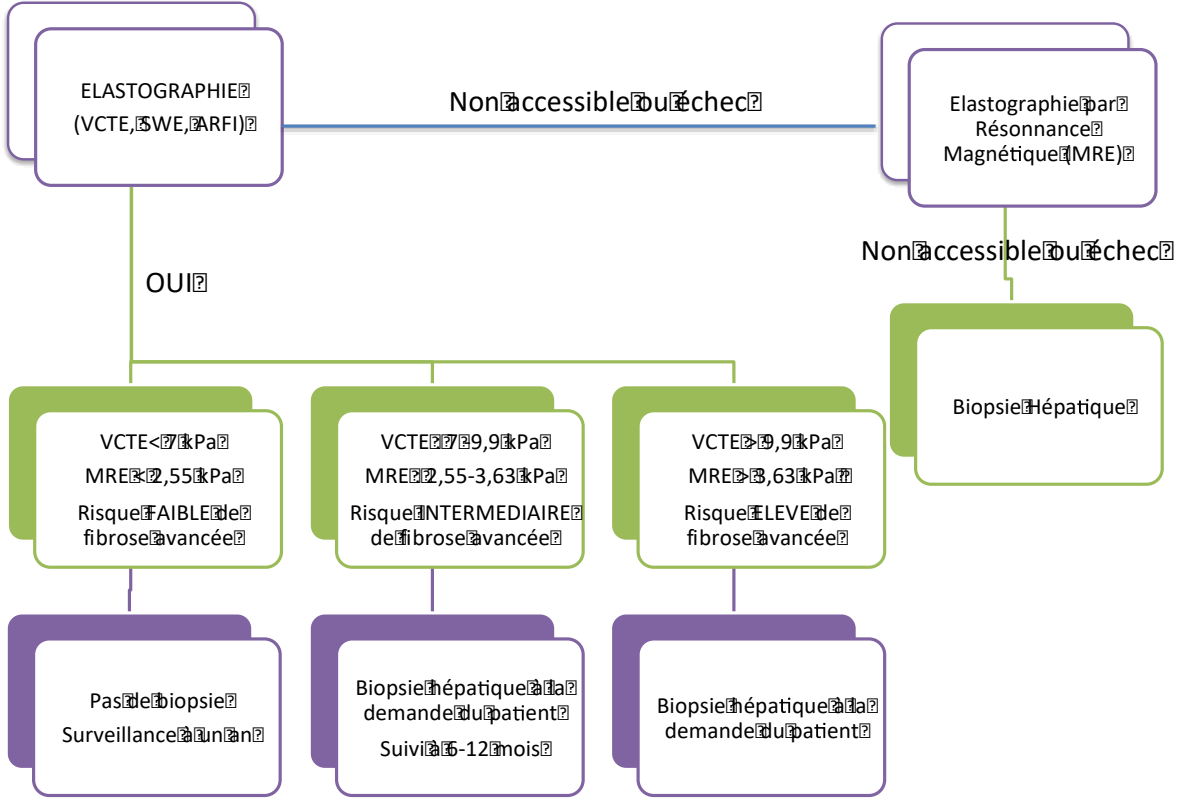 ELASTOGRAPHIE
(VCTE, SWE, ARFI)
Non accessible ou échec
Elastographie par
Résonnance
Magnétique (MRE)
Non accessible ou échec
OUI
Biopsie Hépatique
VCTE< 7 kPa
MRE < 2,55 kPa
Risque FAIBLE de
fibrose avancée
VCTE : 7 -9,9 kPa
MRE : 2,55-3,63 kPa
Risque INTERMEDIAIRE
de fibrose avancée
VCTE > 9,9 kPa
MRE > 3,63 kPa
Risque ELEVE de
fibrose avancée
Pas de biopsie
Surveillance à un an
Biopsie hépatique à la
demande du patient
Suivi à 6-12 mois
Biopsie hépatique à la
demande du patient